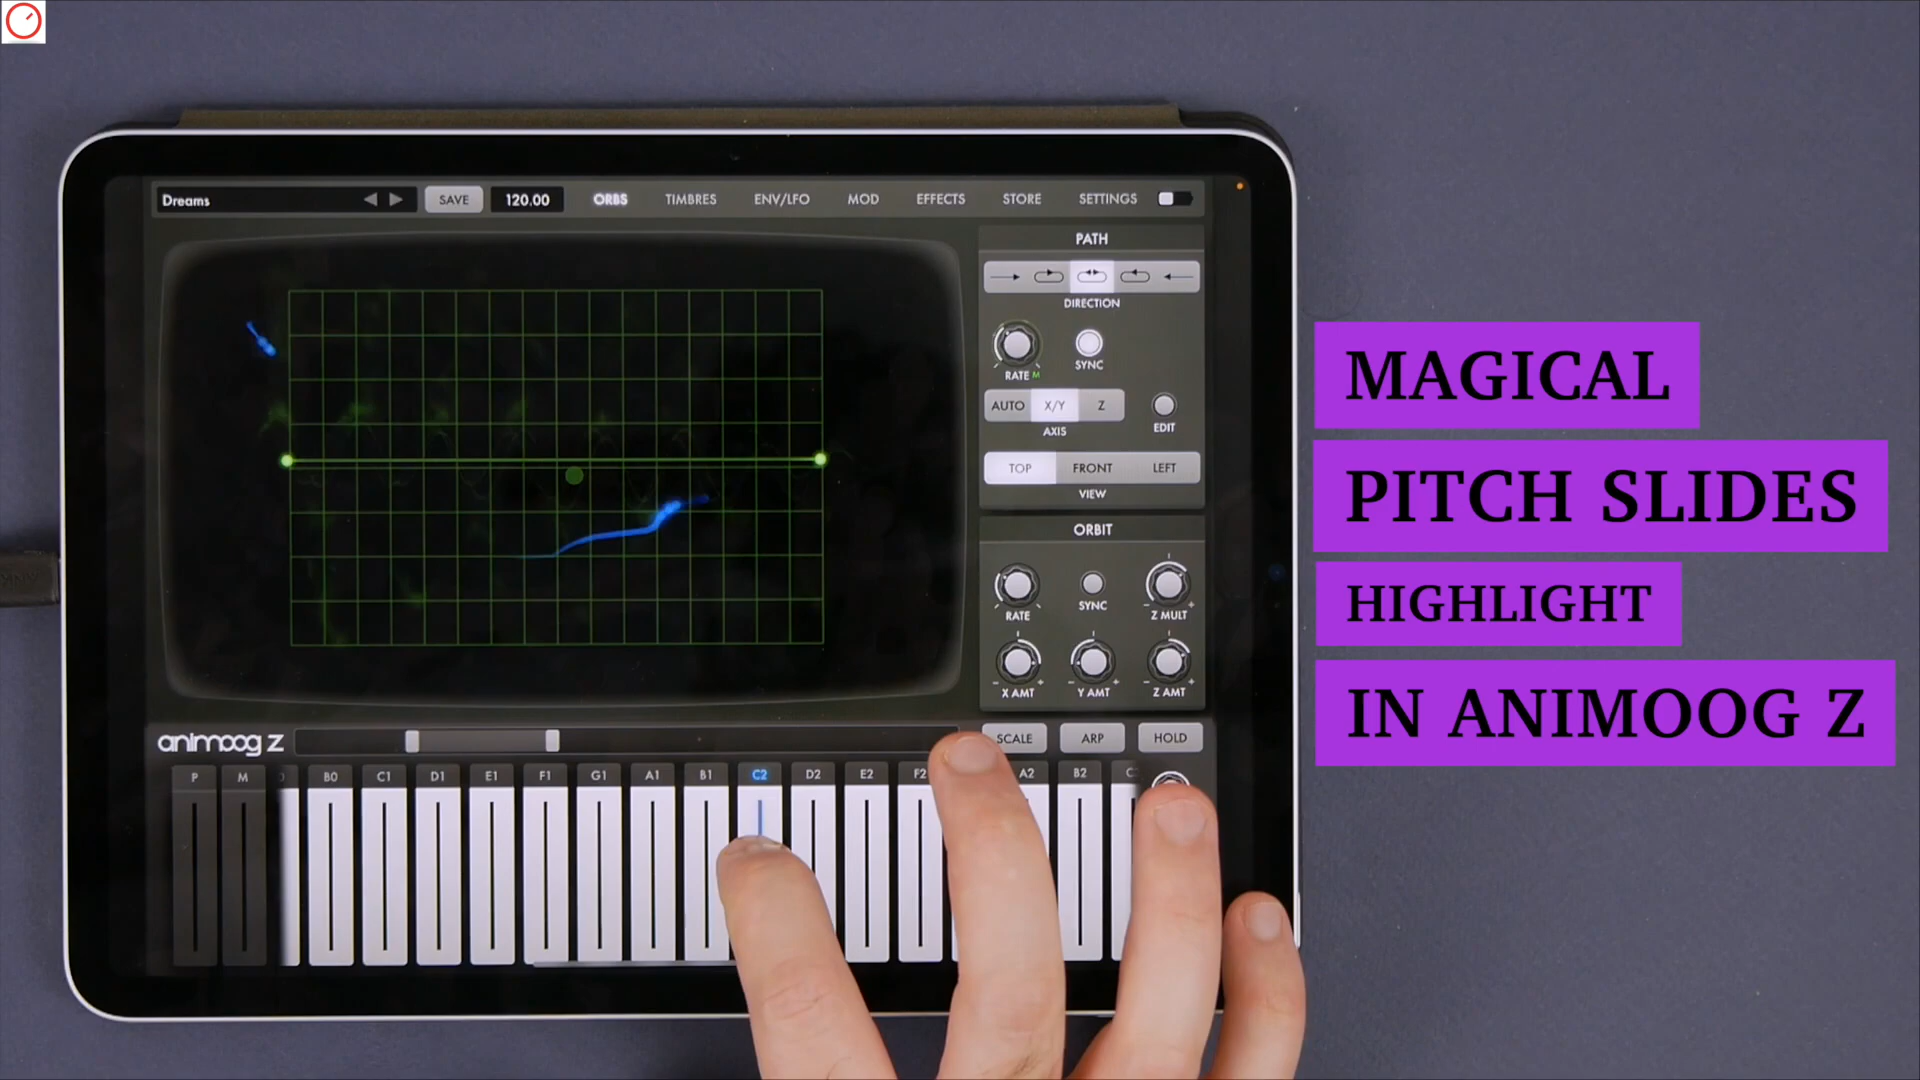 Dreams
SAVE
120.00
ORBS
TIMBRES
ENV/LFO
MOD
EFFECTS
STORE
SETTINGS
PATH
DIRECTION
RATE M
SYNC
AUTO
X/Y
Z
AXIS
EDIT
TOP
FRONT
LEFT
VIEW
ORBIT
RATE
SYNC
Z MULT
X AMT
Y AMT
Z AMT
MAGICAL
PITCH SLIDES
HIGHLIGHT
IN ANIMOOG Z
animoog z
SCALE
ARP
HOLD
P
M
B0
C1
D1
E1
F1
G1
A1
B1
C2
D2
E2
F2
A2
B2